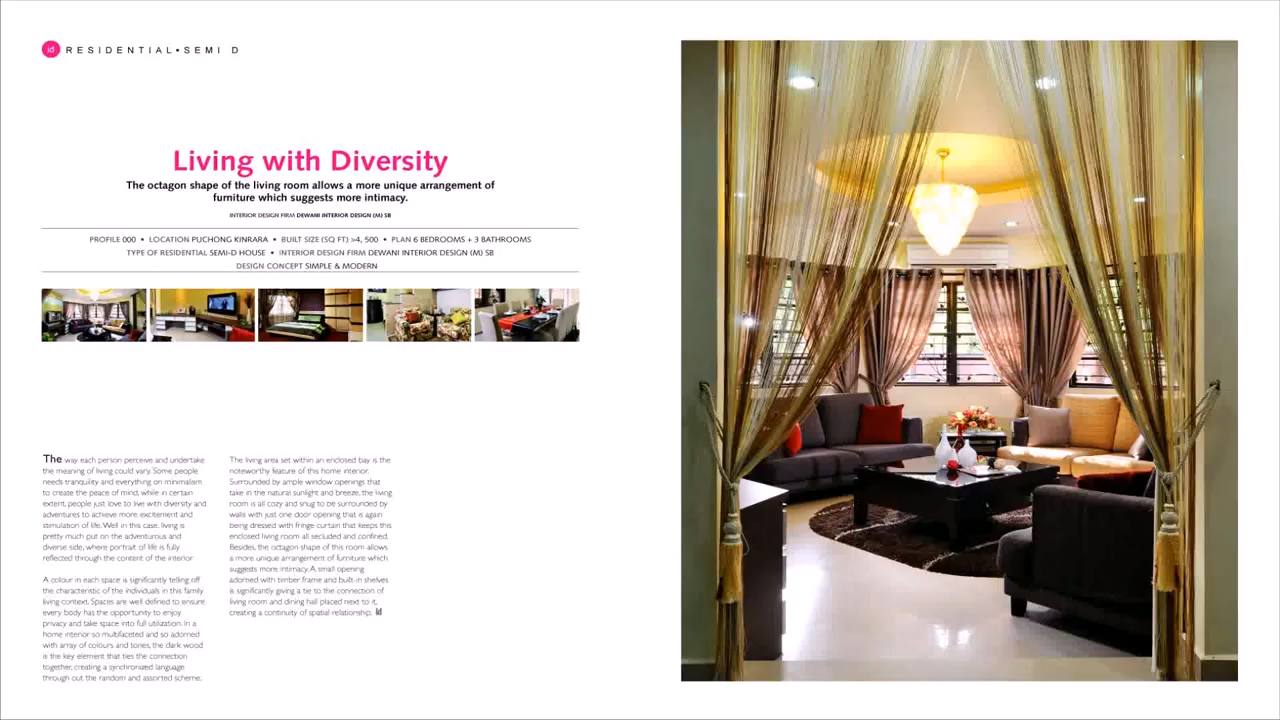 id RESIDENTIAL•SEMI D
Living with Diversity
The octagon shape of the living room allows a more unique arrangement of
furniture which suggests more intimacy.
INTERIOR DESIGN FIRM DEWANI INTERIOR DESIGN (M) SB
PROFILE 000 • LOCATION PUCHONG KINRARA • BUILT SIZE (SQ FT) >4, 500 • PLAN 6 BEDROOMS + 3 BATHROOMS
TYPE OF RESIDENTIAL SEMI-D HOUSE • INTERIOR DESIGN FIRM DEWANI INTERIOR DESIGN (M) SB
DESIGN CONCEPT SIMPLE & MODERN
The way each person perceive and undertake
the meaning of living could vary. Some people
needs tranquility and everything on minimalism
to create the peace of mind, while in certain
extent, people just love to live with diversity and
adventures to achieve more excitement and
stimulation of life. Well in this case, living is
pretty much put on the adventurous and
diverse side, where portrait of life is fully
reflected through the content of the interior
A colour in each space is significantly telling off
the characteristic of the individuals in this family
living context. Spaces are well defined to ensure
every body has the opportunity to enjoy
privacy and take space into full utilization. In a
home interior so multifaceted and so adorned
with array of colours and tones, the dark wood
is the key element that ties the connection
together, creating a synchronized language
through out the random and assorted scheme.
The living area set within an enclosed bay is the
noteworthy feature of this home interior.
Surrounded by ample window openings that
take in the natural sunlight and breeze, the living
room is all cozy and snug to be surrounded by
walls with just one door opening that is again
being dressed with fringe curtain that keeps this
enclosed living room all secluded and confined.
Besides, the octagon shape of this room allows
a more unique arrangement of furniture which
suggests more intimacy. A small opening
adorned with timber frame and built-in shelves
is significantly giving a tie to the connection of
living room and dining hall placed next to it,
creating a continuity of spatial relationship. id